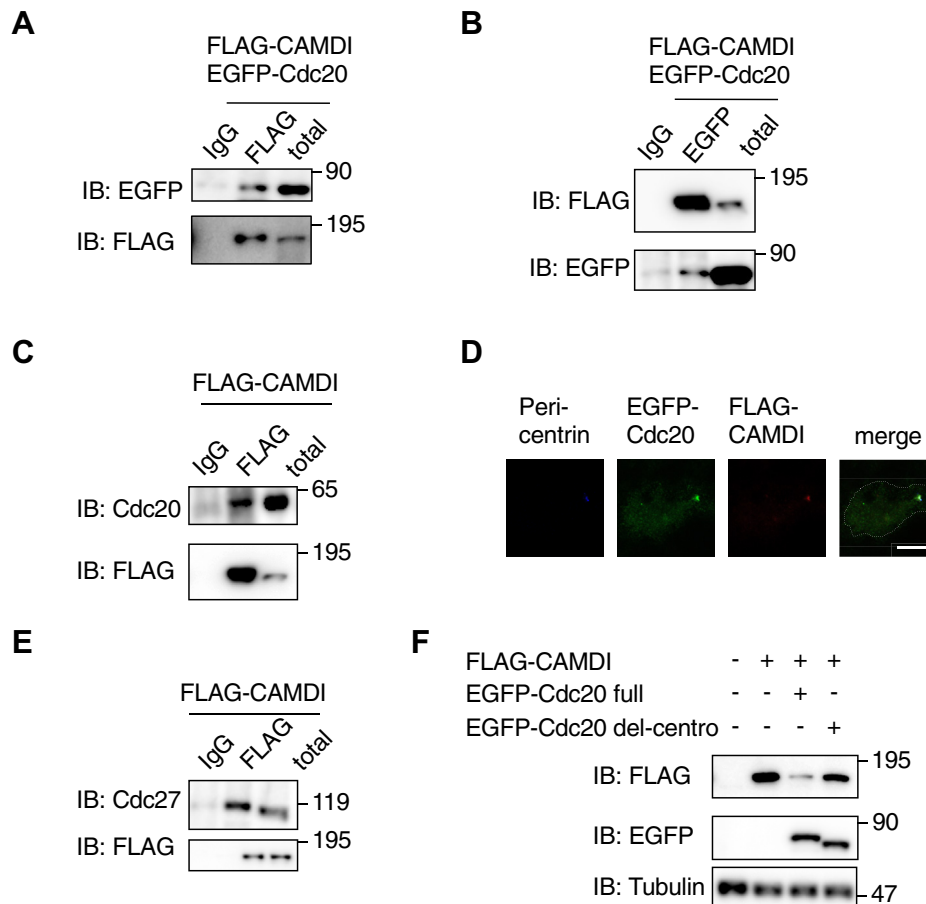 A
FLAG-CAMDI
EGFP-Cdc20
IgG
FLAG
total
IB: EGFP
90
IB: FLAG
195
B
FLAG-CAMDI
EGFP-Cdc20
IgG
EGFP
total
IB: FLAG
195
IB: EGFP
90
C
FLAG-CAMDI
IgG
FLAG
total
IB: Cdc20
65
IB: FLAG
195
D
Peri-
centrin
EGFP-
Cdc20
FLAG-
CAMDI
merge
E
FLAG-CAMDI
IgG
FLAG
total
IB: Cdc27
119
IB: FLAG
195
F
FLAG-CAMDI - + + +
EGFP-Cdc20 full - - + -
EGFP-Cdc20 del-centro - - - +
IB: FLAG
195
IB: EGFP
90
IB: Tubulin
47